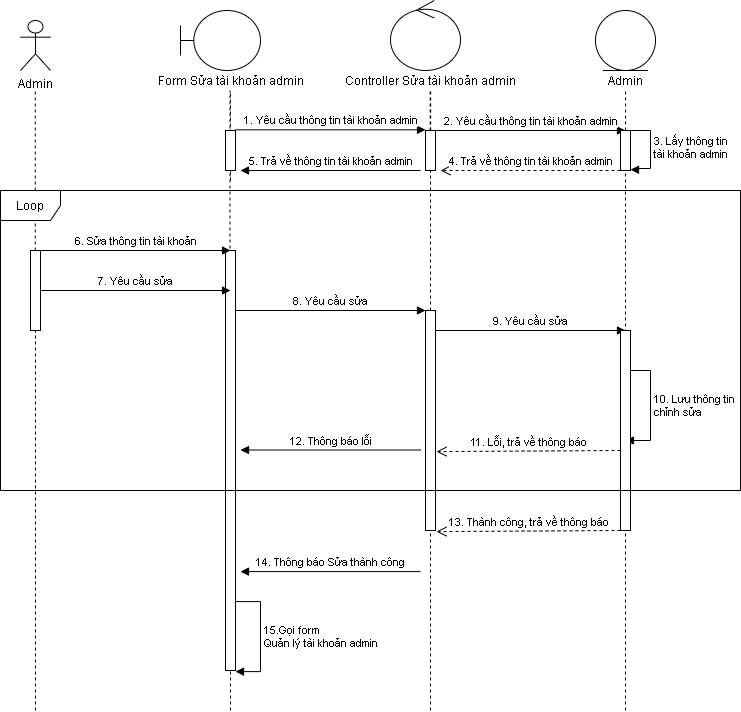 Admin
Form Sửa tài khoản admin
Controller Sửa tài khoản admin
Admin
1. Yêu cầu thông tin tài khoản admin
2. Yêu cầu thông tin tài khoản admin
3. Lấy thông tin
tài khoản admin
5. Trả về thông tin tài khoản admin
4. Trả về thông tin tài khoản admin
Loop
6. Sửa thông tin tài khoản
7. Yêu cầu sửa
8. Yêu cầu sửa
9. Yêu cầu sửa
10. Lưu thông tin
chỉnh sửa
12. Thông báo lỗi
11. Lỗi, trả về thông báo
13. Thành công, trả về thông báo
14. Thông báo Sửa thành công
15.Gọi form
Quản lý tài khoản admin